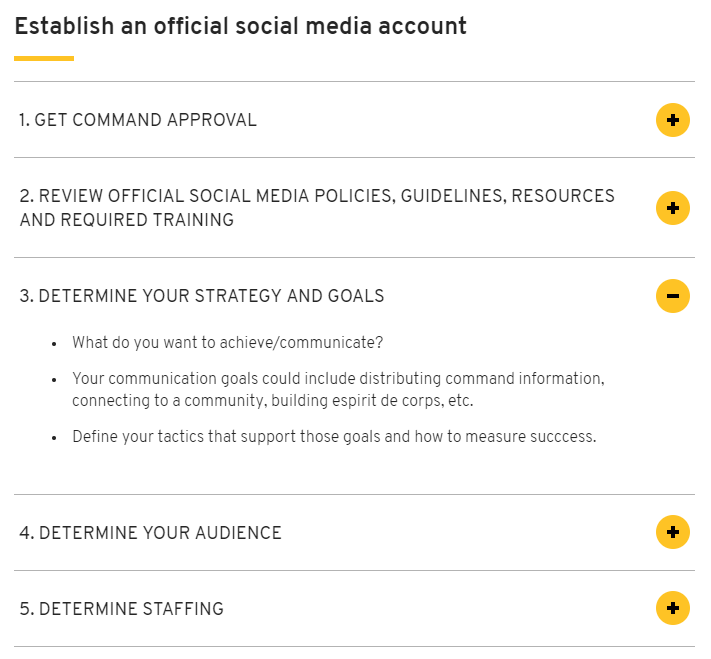 Establish an official social media account
1. GET COMMAND APPROVAL
2. REVIEW OFFICIAL SOCIAL MEDIA POLICIES, GUIDELINES, RESOURCES
AND REQUIRED TRAINING
3. DETERMINE YOUR STRATEGY AND GOALS
• What do you want to achieve/communicate?
• Your communication goals could include distributing command information,
connecting to a community, building espirit de corps, etc.
• Define your tactics that support those goals and how to measure succcess.
4. DETERMINE YOUR AUDIENCE
5. DETERMINE STAFFING